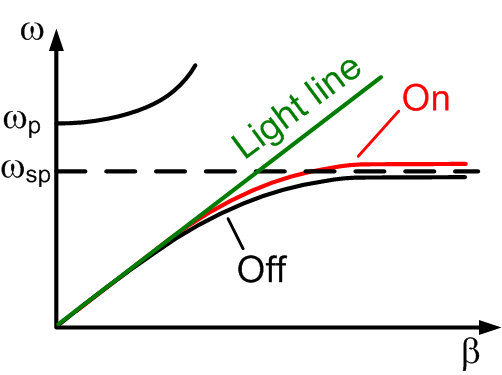 ω
Light line
On
ωp
ωsp
Off
β